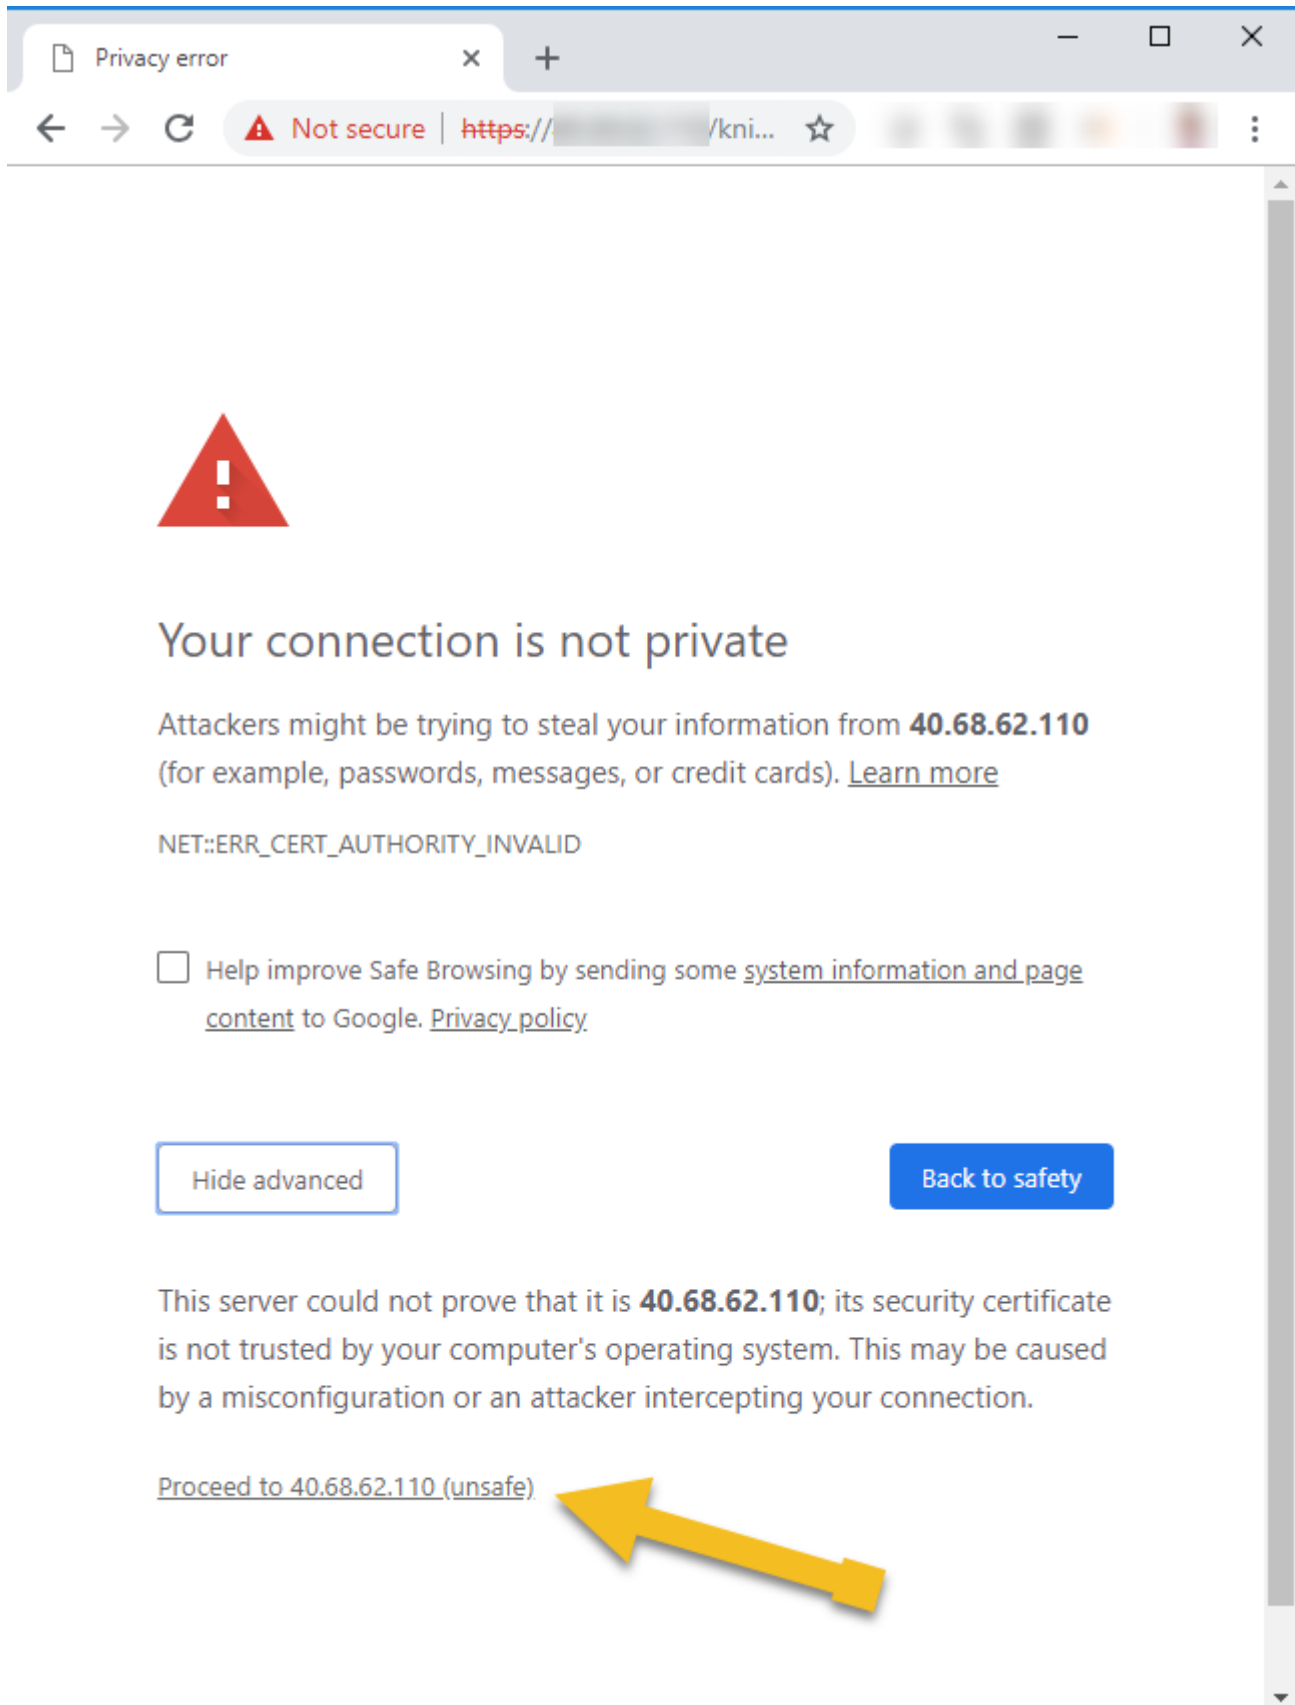 Privacy error
Not secure | https:// /kni...
Your connection is not private
Attackers might be trying to steal your information from 40.68.62.110
(for example, passwords, messages, or credit cards). Learn more
NET::ERR_CERT_AUTHORITY_INVALID
Help improve Safe Browsing by sending some system information and page
content to Google. Privacy policy
Hide advanced
Back to safety
This server could not prove that it is 40.68.62.110; its security certificate
is not trusted by your computer's operating system. This may be caused
by a misconfiguration or an attacker intercepting your connection.
Proceed to 40.68.62.110 (unsafe)